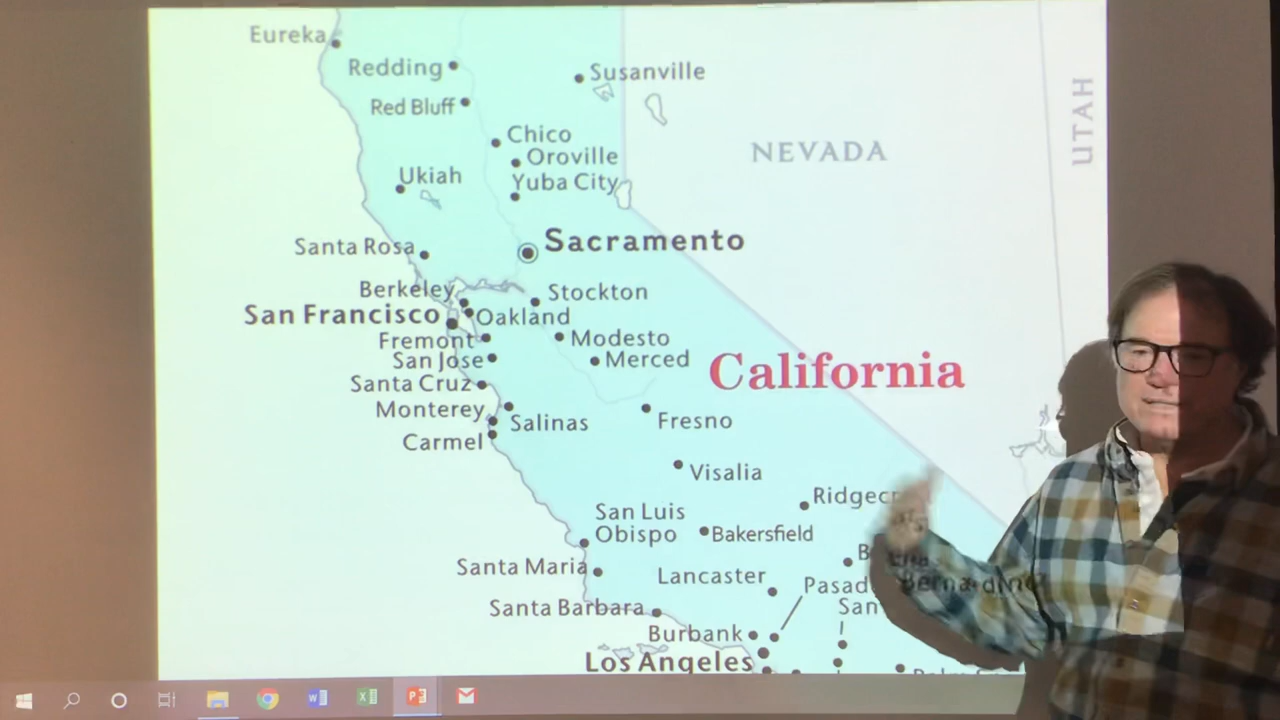 Eureka
Redding
Susanville
Red Bluff
Chico
Oroville
NEVADA
UTAH
Ukiah
Yuba City
Santa Rosa
Sacramento
Berkeley
Stockton
San Francisco
Oakland
Fremont
Modesto
San Jose
Merced
California
Santa Cruz
Monterey
Salinas
Fresno
Carmel
Visalia
San Luis
Obispo
Bakersfield
Santa Maria
Lancaster
San
Bernardino
Santa Barbara
Burbank
Los Angeles